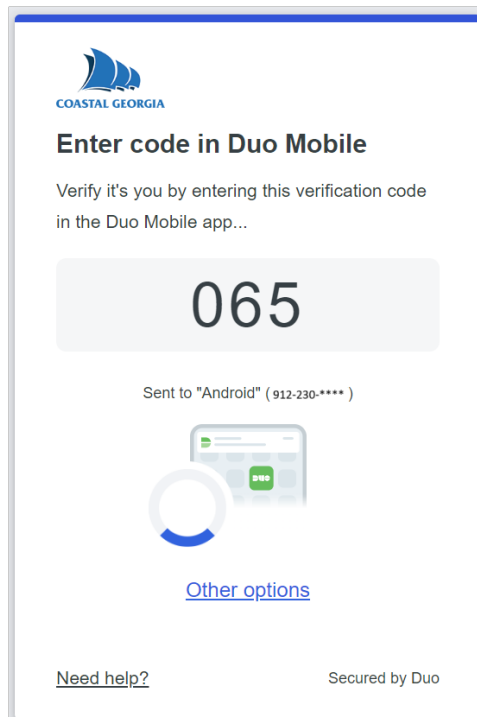 COASTAL GEORGIA
Enter code in Duo Mobile
Verify it's you by entering this verification code
in the Duo Mobile app...
065
Sent to "Android" ( 912-230-**** )
DUO
Other options
Need help? Secured by Duo